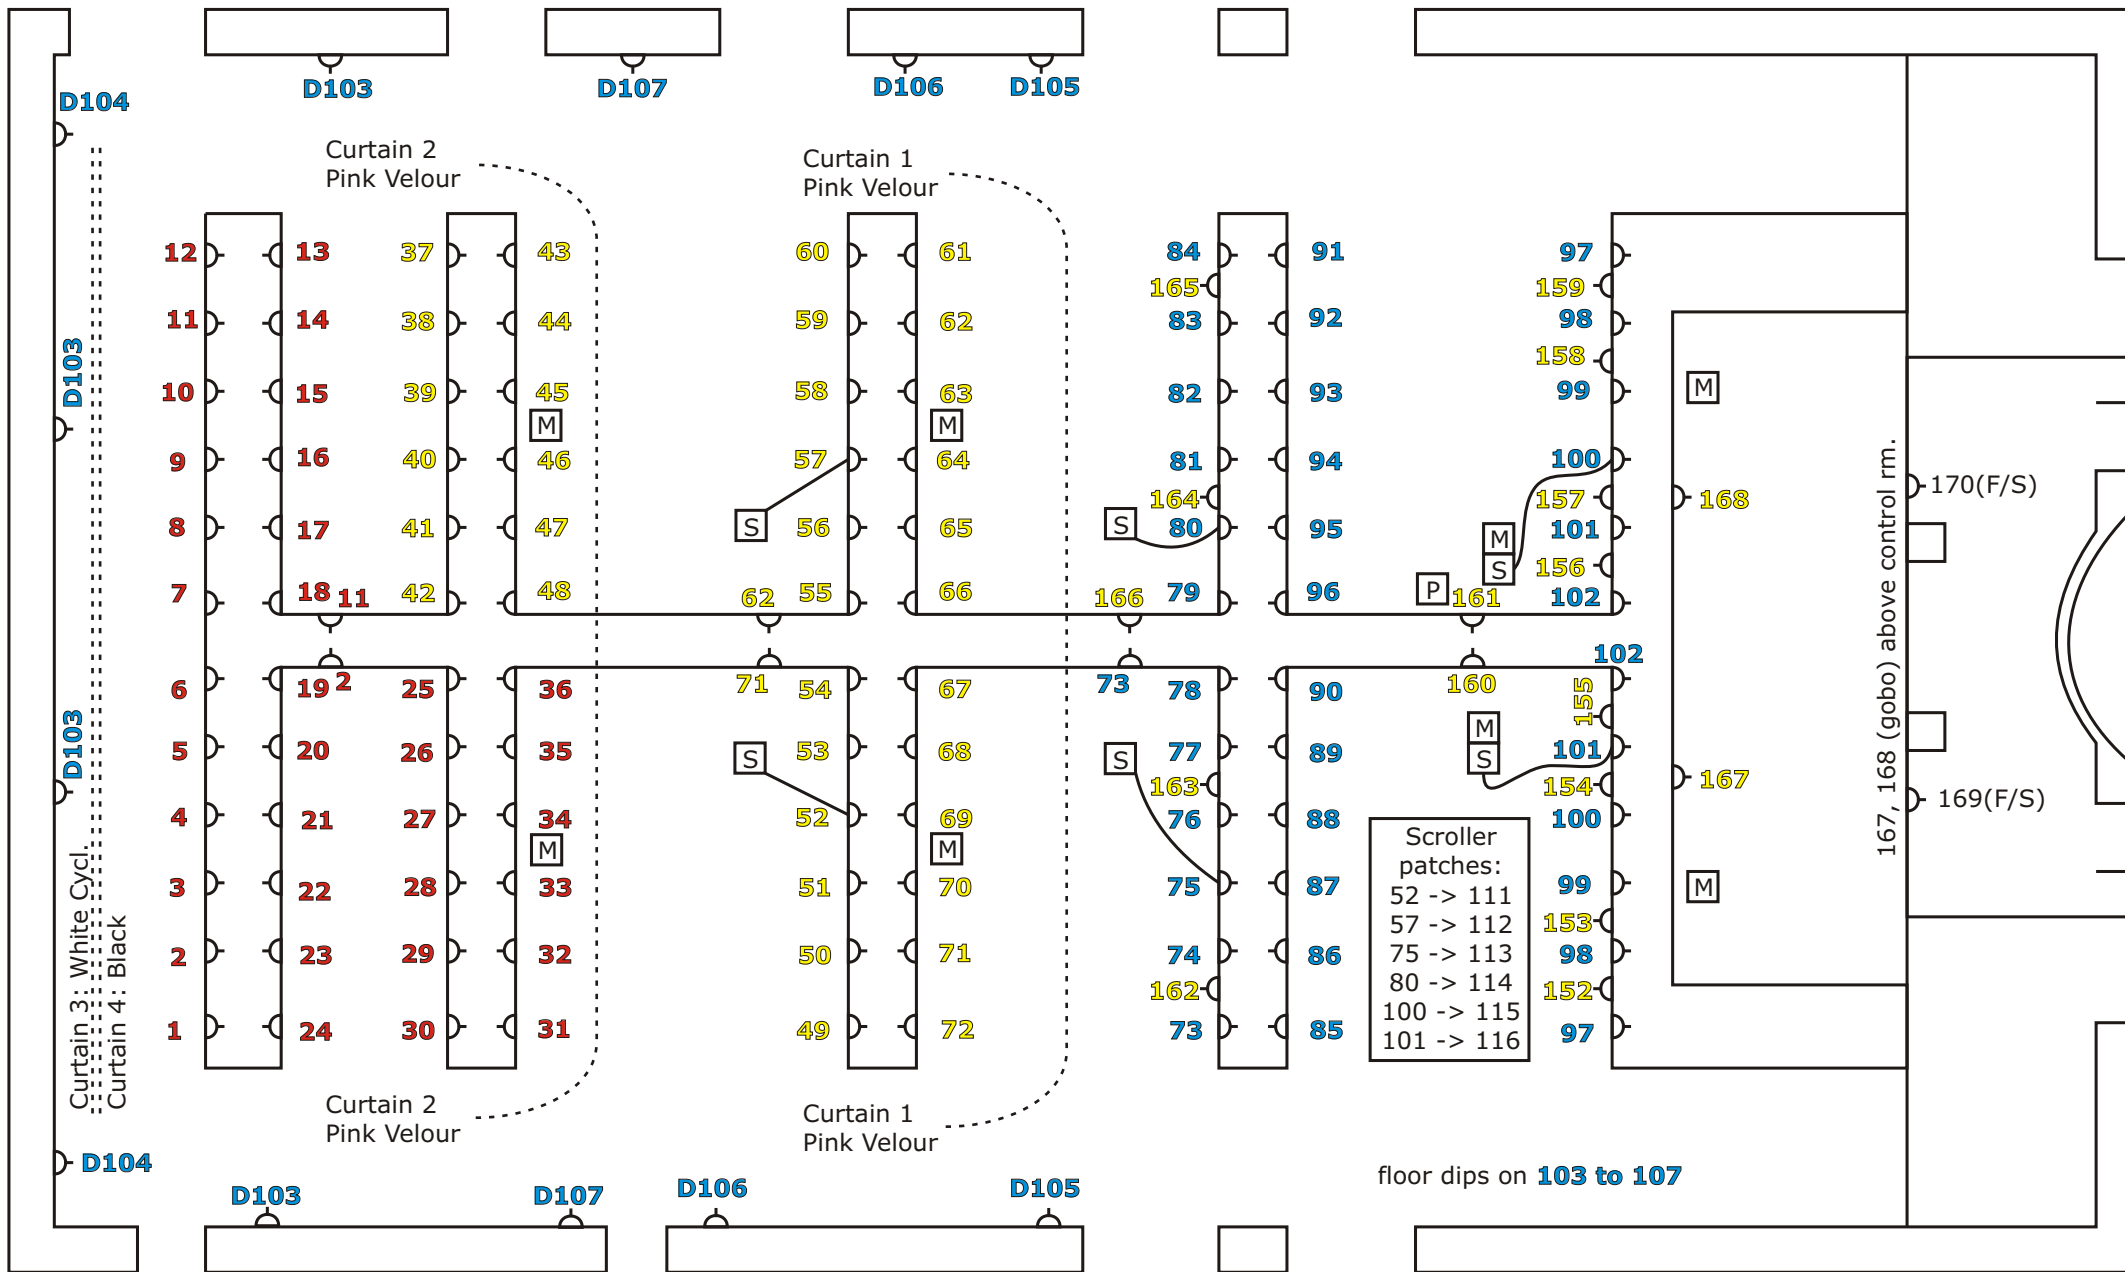 D103
D107
D106
D105
D104
Curtain 2
Pink Velour
Curtain 1
Pink Velour
12 13 37 43 60 61 84 91 97
165 159
11 14 38 44 59 62 83 92 98
158
D103
10 15 39 45 58 63 82 93 99
M M M
9 16 40 46 57 64 81 94 100
164 157 168 170(F/S)
8 17 41 47 S 56 65 S 80 95 M 101
S 156
7 18 11 42 48 62 55 66 166 79 96 P 161 102
102
6 19 2 25 36 71 54 67 73 78 90 160 155
D103
5 20 26 35 S 53 68 S 77 89 M 101
S
163 154 167 169(F/S)
4 21 27 34 52 69 76 88 100
M M
3 22 28 33 51 70 75 87 99 M
153
2 23 29 32 50 71 74 86 98
162 152
1 24 30 31 49 72 73 85 97
167, 168 (gobo) above control rm.
Scroller
patches:
52 -> 111
57 -> 112
75 -> 113
80 -> 114
100 -> 115
101 -> 116
Curtain 3: White Cycl.
Curtain 4: Black
Curtain 2
Pink Velour
Curtain 1
Pink Velour
D104
floor dips on 103 to 107
D103
D107
D106
D105